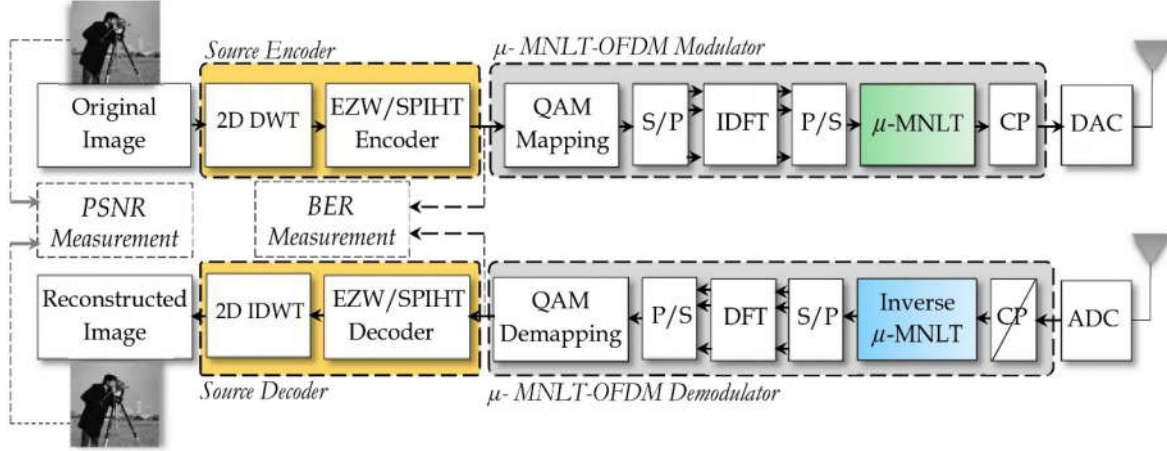 Source Encoder
μ- MNLT-OFDM Modulator
Original
Image
2D DWT
EZW/SPIHT
Encoder
QAM
Mapping
S/P
IDFT
P/S
μ-MNLT
CP
DAC
PSNR
Measurement
BER
Measurement
Reconstructed
Image
2D IDWT
EZW/SPIHT
Decoder
QAM
Demapping
P/S
DFT
S/P
Inverse
μ-MNLT
CP
ADC
Source Decoder
μ- MNLT-OFDM Demodulator